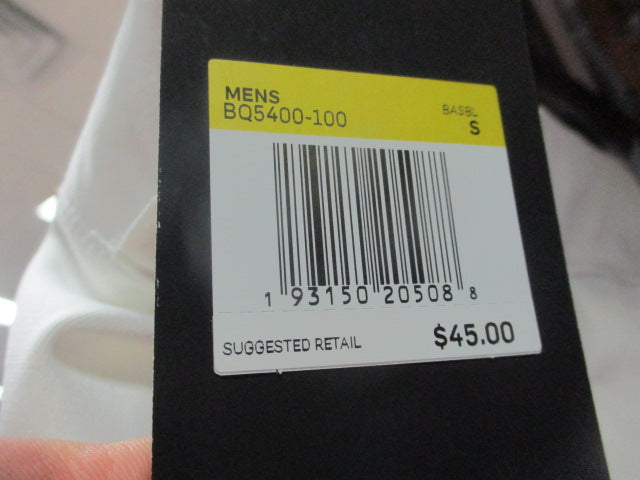 MENS
BQ5400-100
BASBL
S
1 93150 20508 8
SUGGESTED RETAIL $45.00